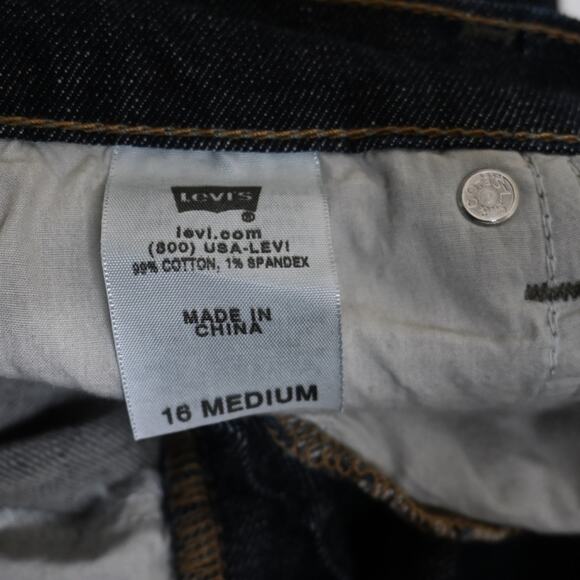 Levi's
®
levi.com
(800) USA-LEVI
99% COTTON, 1% SPANDEX
MADE IN
CHINA
16 MEDIUM